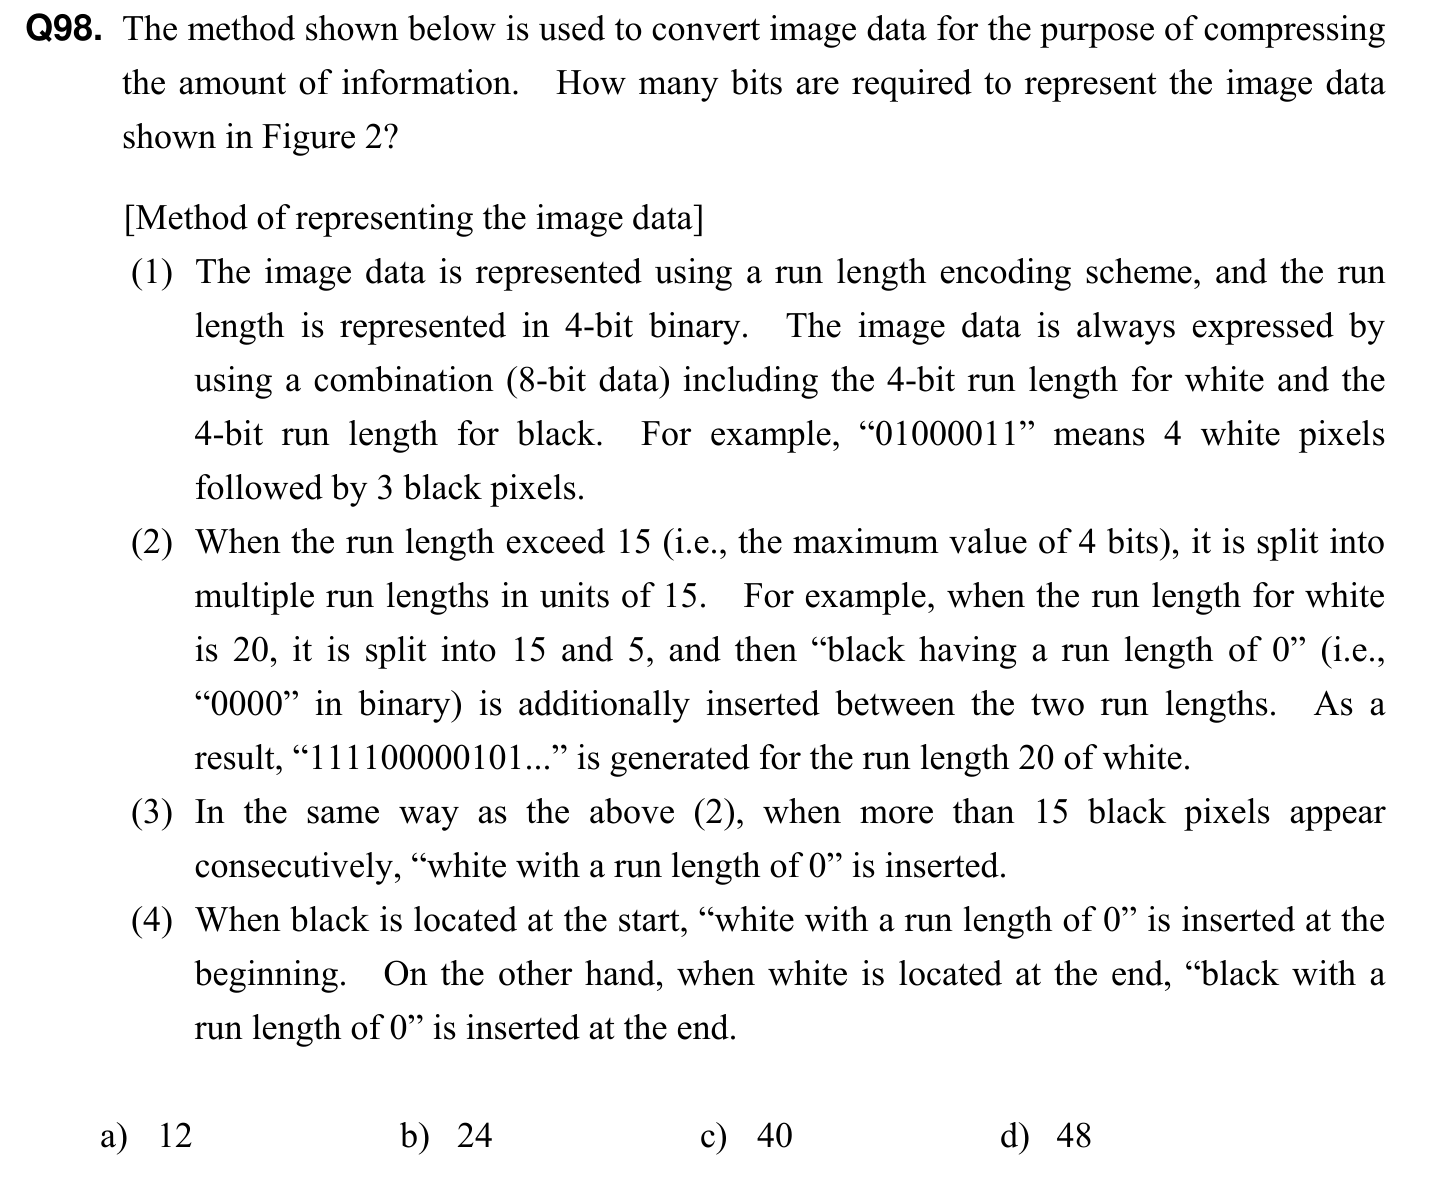 Q98. The method shown below is used to convert image data for the purpose of compressing
the amount of information. How many bits are required to represent the image data
shown in Figure 2?
[Method of representing the image data]
(1) The image data is represented using a run length encoding scheme, and the run
length is represented in 4-bit binary. The image data is always expressed by
using a combination (8-bit data) including the 4-bit run length for white and the
4-bit run length for black. For example, “01000011” means 4 white pixels
followed by 3 black pixels.
(2) When the run length exceed 15 (i.e., the maximum value of 4 bits), it is split into
multiple run lengths in units of 15. For example, when the run length for white
is 20, it is split into 15 and 5, and then “black having a run length of 0” (i.e.,
“0000” in binary) is additionally inserted between the two run lengths. As a
result, “111100000101...” is generated for the run length 20 of white.
(3) In the same way as the above (2), when more than 15 black pixels appear
consecutively, “white with a run length of 0” is inserted.
(4) When black is located at the start, “white with a run length of 0” is inserted at the
beginning. On the other hand, when white is located at the end, “black with a
run length of 0” is inserted at the end.
a) 12 b) 24 c) 40 d) 48